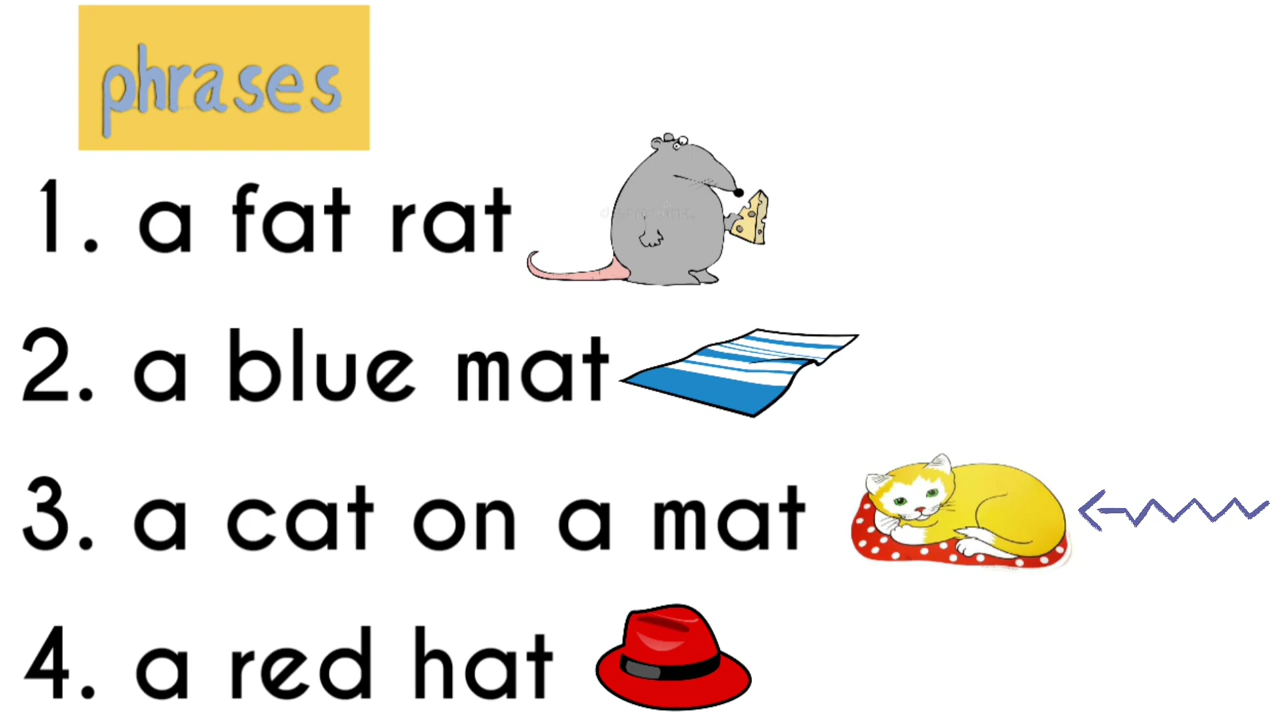 phrases
1. a fat rat
2. a blue mat
3. a cat on a mat
4. a red hat